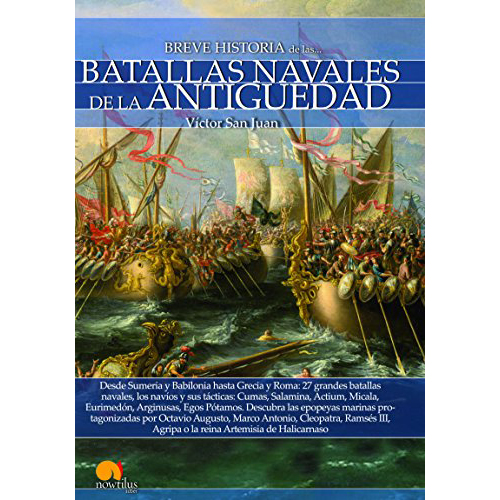 BREVE HISTORIA de las...
BATALLAS NAVALES
DE LA ANTIGÜEDAD
Víctor San Juan
Desde Sumeria y Babilonia hasta Grecia y Roma: 27 grandes batallas
navales, los navíos y sus tácticas: Cumas, Salamina, Actium, Micala,
Eurimedón, Arginusas, Egos Pótamos. Descubra las epopeyas marinas pro-
tagonizadas por Octavio Augusto, Marco Antonio, Cleopatra, Ramsés III,
Agripa o la reina Artemisia de Halicarnaso
nowtilus